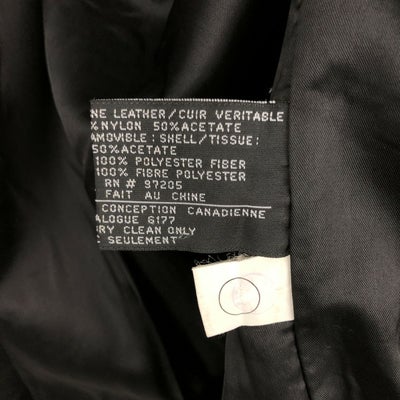 NE LEATHER/CUIR VERITABLE
% NYLON 50% ACETATE
AMOVIBLE: SHELL/TISSUE:
50% ACETATE
100% POLYESTER FIBER
100% FIBRE POLYESTER
RN # 97205
FAIT AU CHINE
CONCEPTION CANADIENNE
ALOGUE G177
RY CLEAN ONLY
C SEULEMENT